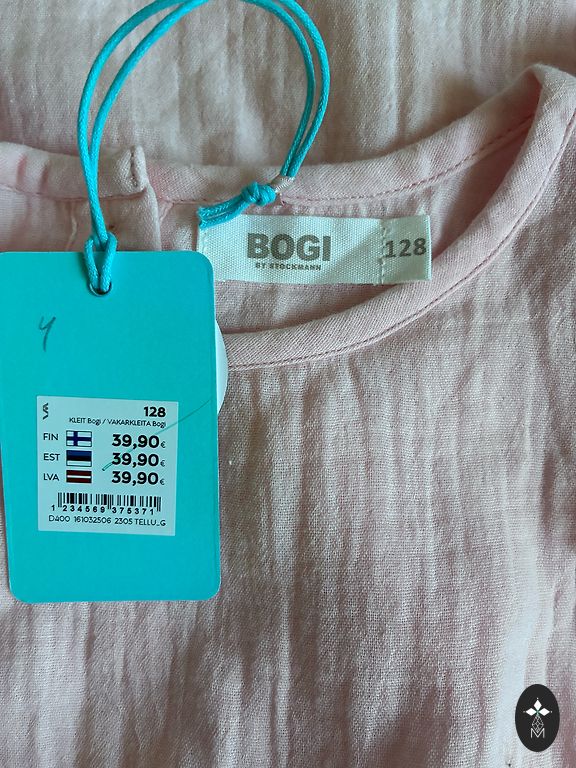 BOGI
BY STOCKMANN
128
4
128
KLEIT Bogi / VAKARKLEITA Bogi
FIN 39,90€
EST 39,90€
LVA 39,90€
1 234569 375371
DA00 161032506 2305 TELLU_G